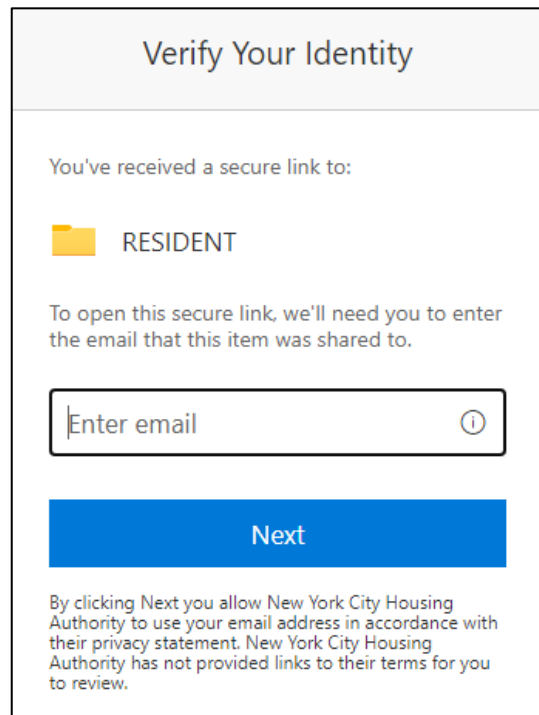 Verify Your Identity
You've received a secure link to:
RESIDENT
To open this secure link, we'll need you to enter
the email that this item was shared to.
Enter email
Next
By clicking Next you allow New York City Housing
Authority to use your email address in accordance with
their privacy statement. New York City Housing
Authority has not provided links to their terms for you
to review.